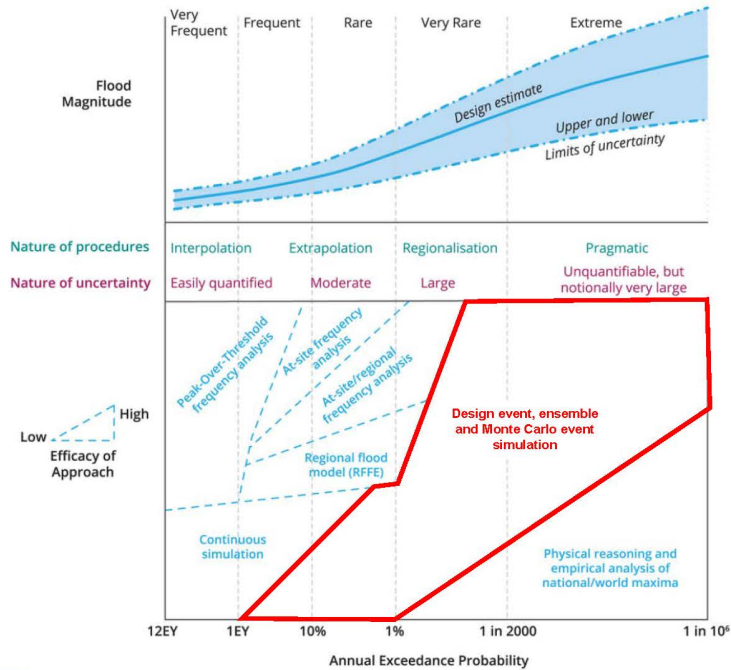 Very
Frequent
Frequent
Rare
Very Rare
Extreme
Flood
Magnitude
Design estimate
Upper and lower
Limits of uncertainty
Nature of procedures
Interpolation
Extrapolation
Regionalisation
Pragmatic
Nature of uncertainty
Easily quantified
Moderate
Large
Unquantifiable, but
notionally very large
Peak-Over-Threshold
frequency analysis
At-site frequency
analysis
At-site/regional
frequency analysis
High
Low
Efficacy of
Approach
Design event, ensemble
and Monte Carlo event
simulation
Regional flood
model (RFFE)
Continuous
simulation
Physical reasoning and
empirical analysis of
national/world maxima
12EY
1EY
10%
1%
1 in 2000
1 in 10⁶
Annual Exceedance Probability